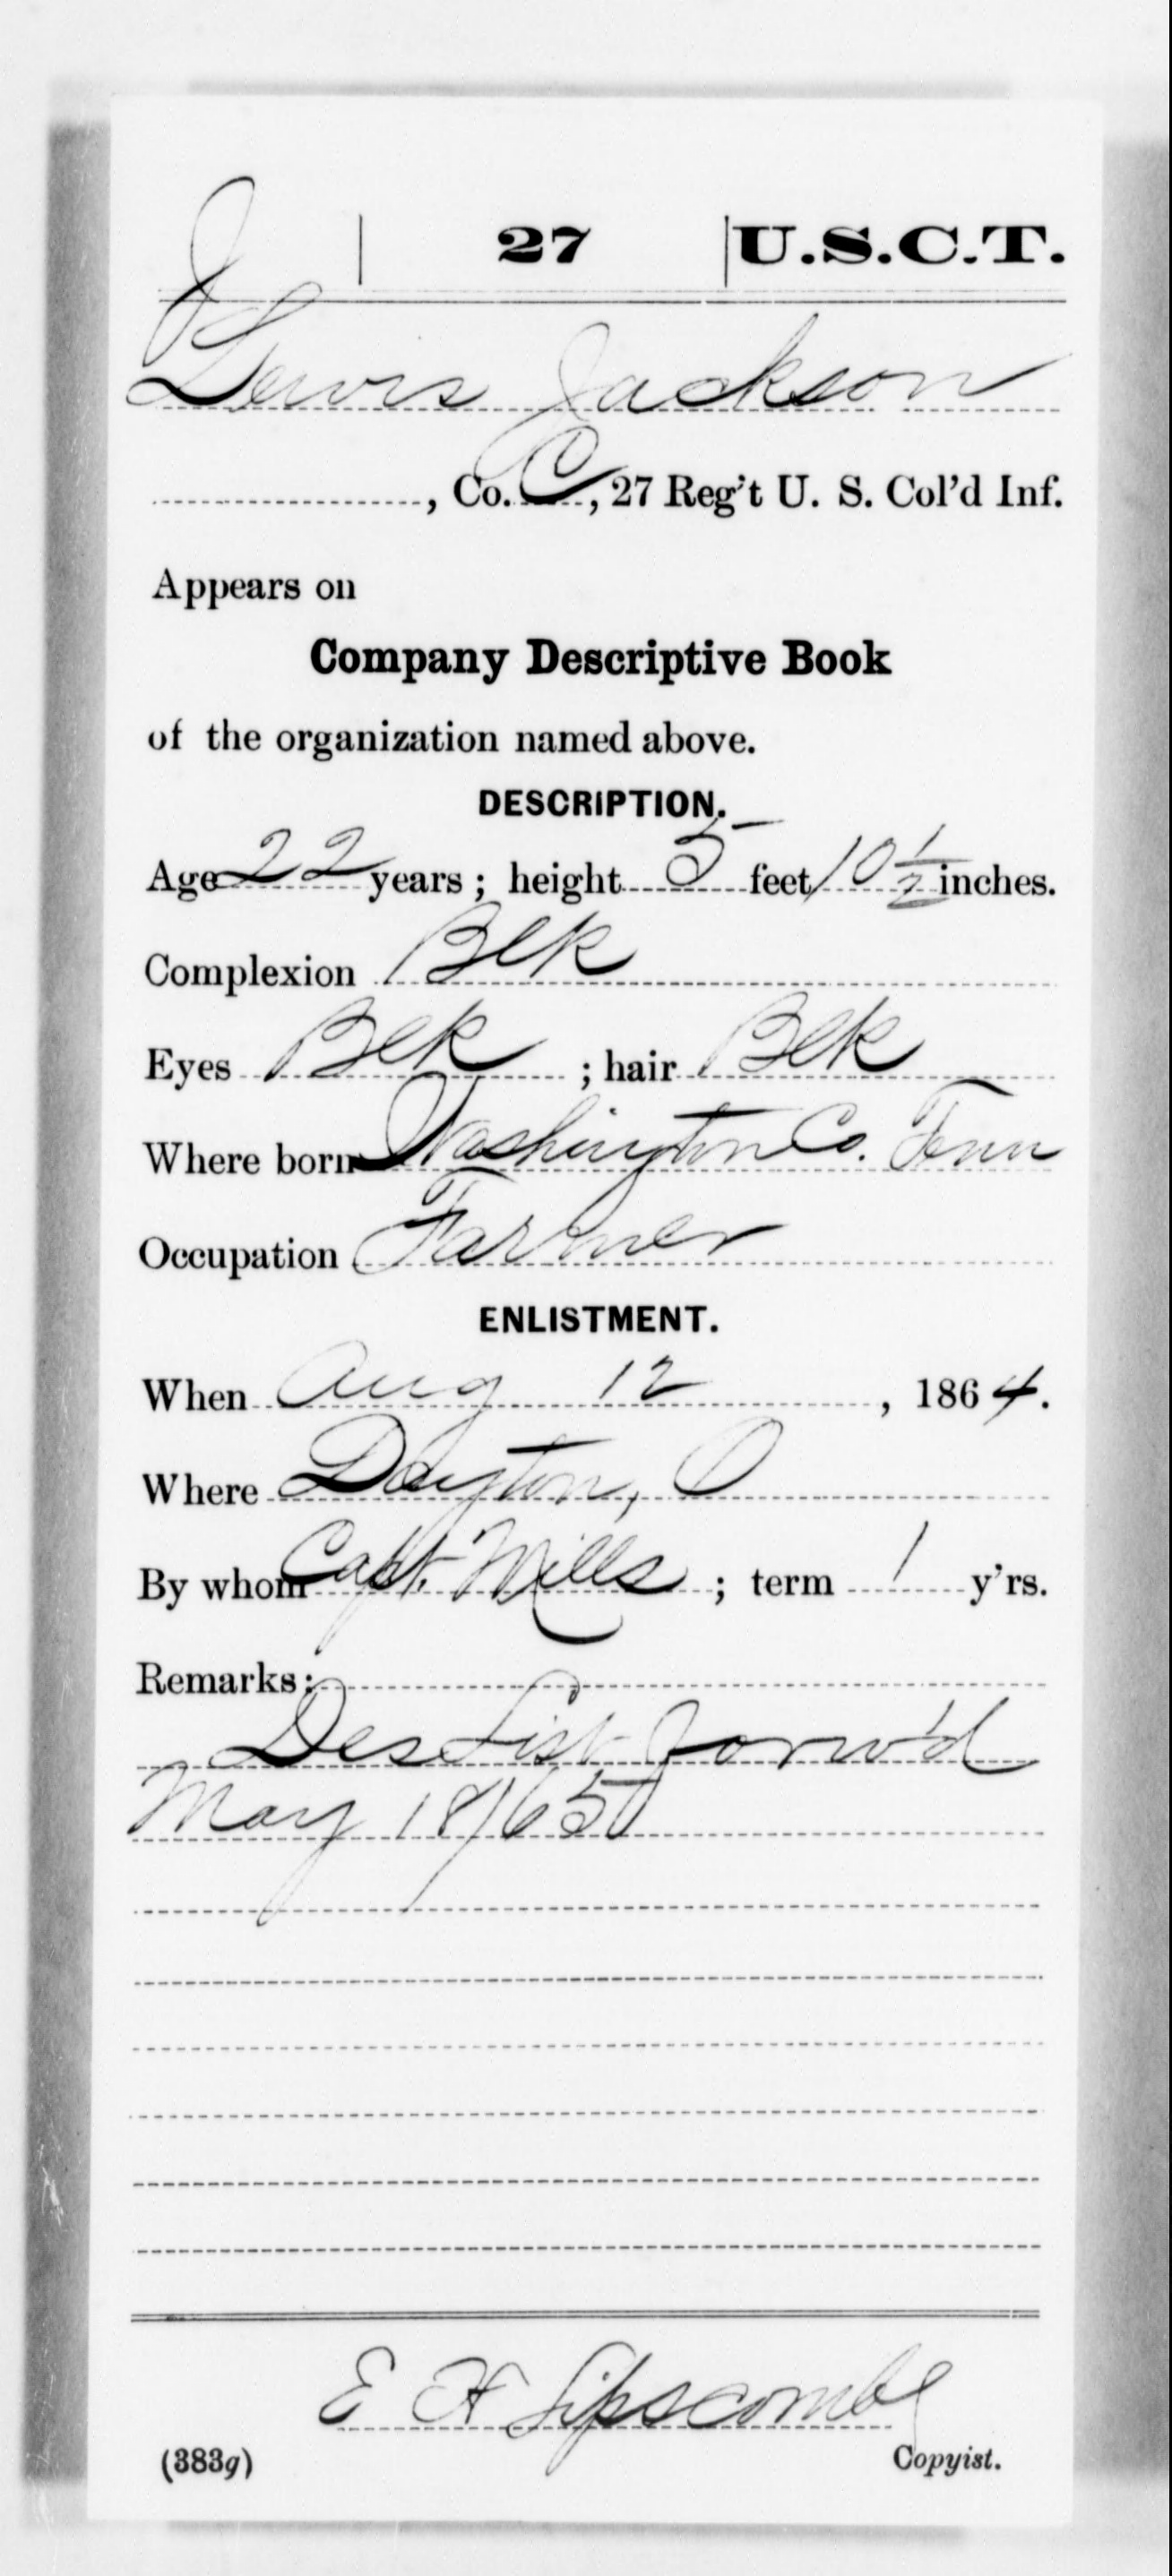 J | 27 | U.S.C.T.
Lewis Jackson
, Co. C, 27 Reg't U. S. Col'd Inf.
Appears on
Company Descriptive Book
of the organization named above.
DESCRIPTION.
Age 22 years; height 5 feet 10 1/2 inches.
Complexion Blk
Eyes Blk ; hair Blk
Where born Washington Co. Tenn
Occupation Farmer
ENLISTMENT.
When Aug 12, 1864.
Where Dayton, O
By whom Capt. Mills ; term 1 y'rs.
Remarks:
Des List forw'd
May 18/65
E H Lipscomb
(383g) Copyist.